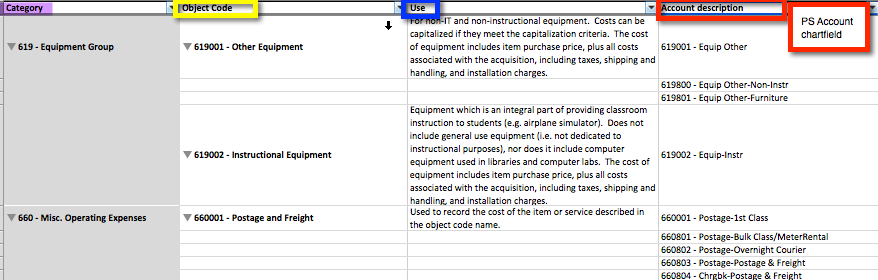 Category Object Code Use Account description
PS Account
chartfield
For non-IT and non-instructional equipment. Costs can be
capitalized if they meet the capitalization criteria. The cost
619 - Equipment Group 619001 - Other Equipment of equipment includes item purchase price, plus all costs 619001 - Equip Other
associated with the acquisition, including taxes, shipping and
handling, and installation charges.
619800 - Equip Other-Non-Instr
619801 - Equip Other-Furniture
Equipment which is an integral part of providing classroom
instruction to students (e.g. airplane simulator). Does not
include general use equipment (i.e. not dedicated to
instructional purposes), nor does it include computer
619002 - Instructional Equipment equipment used in libraries and computer labs. The cost of 619002 - Equip-Instr
equipment includes item purchase price, plus all costs
associated with the acquisition, including taxes, shipping and
handling, and installation charges.
660 - Misc. Operating Expenses 660001 - Postage and Freight Used to record the cost of the item or service described in 660001 - Postage-1st Class
the object code name.
660801 - Postage-Bulk Class/MeterRental
660802 - Postage-Overnight Courier
660803 - Postage-Postage & Freight
660804 - Chrgbk-Postage & Freight